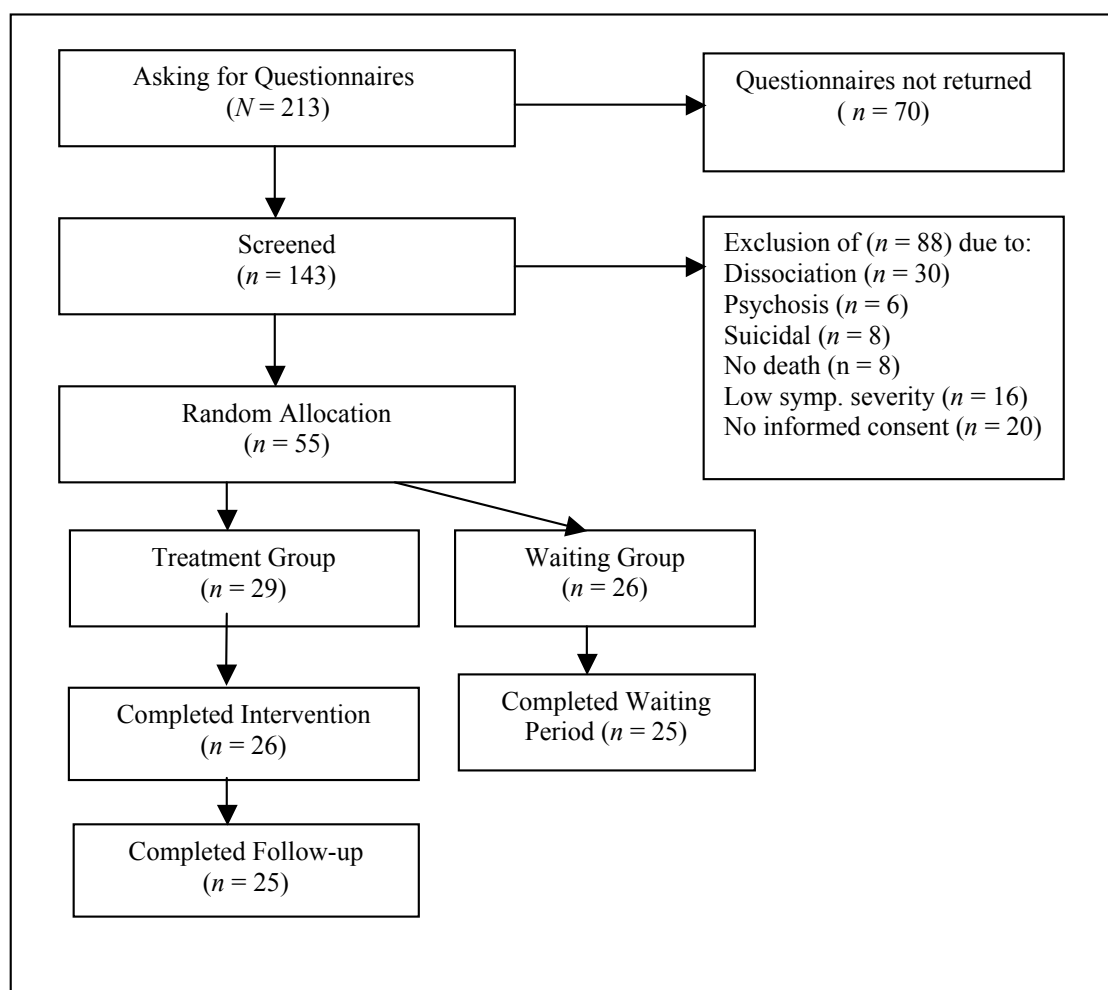 Asking for Questionnaires
(N = 213)
Questionnaires not returned
( n = 70)
Screened
(n = 143)
Exclusion of (n = 88) due to:
Dissociation (n = 30)
Psychosis (n = 6)
Suicidal (n = 8)
No death (n = 8)
Low symp. severity (n = 16)
No informed consent (n = 20)
Random Allocation
(n = 55)
Treatment Group
(n = 29)
Waiting Group
(n = 26)
Completed Intervention
(n = 26)
Completed Waiting
Period (n = 25)
Completed Follow-up
(n = 25)